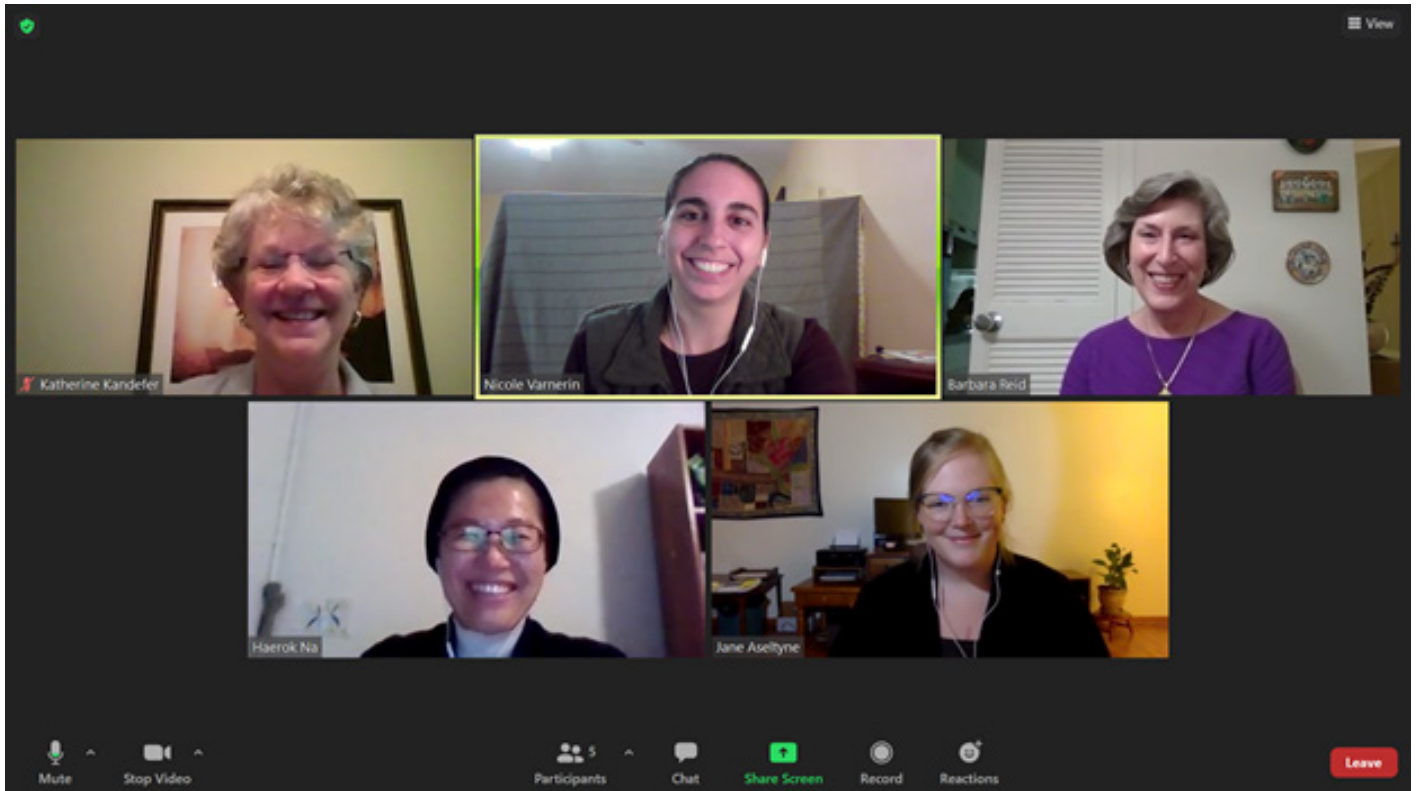 View
Katherine Kandefer
Nicole Varnerin
Barbara Reid
Haerok Na
Jane Aseltyne
5
Mute
Stop Video
Participants
Chat
Share Screen
Record
Reactions
Leave